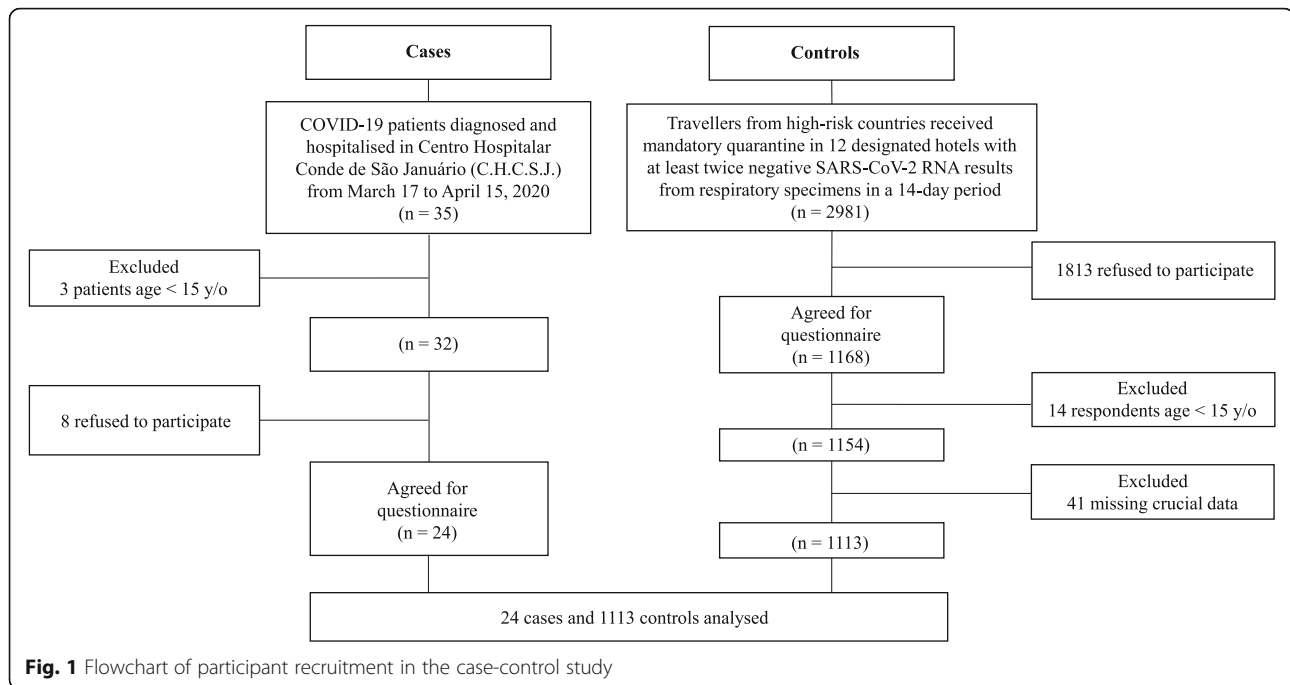 Cases
COVID-19 patients diagnosed and
hospitalised in Centro Hospitalar
Conde de São Januário (C.H.C.S.J.)
from March 17 to April 15, 2020
(n = 35)
Excluded
3 patients age < 15 y/o
(n = 32)
8 refused to participate
Agreed for
questionnaire
(n = 24)
Controls
Travellers from high-risk countries received
mandatory quarantine in 12 designated hotels with
at least twice negative SARS-CoV-2 RNA results
from respiratory specimens in a 14-day period
(n = 2981)
1813 refused to participate
Agreed for
questionnaire
(n = 1168)
Excluded
14 respondents age < 15 y/o
(n = 1154)
Excluded
41 missing crucial data
(n = 1113)
24 cases and 1113 controls analysed
Fig. 1 Flowchart of participant recruitment in the case-control study